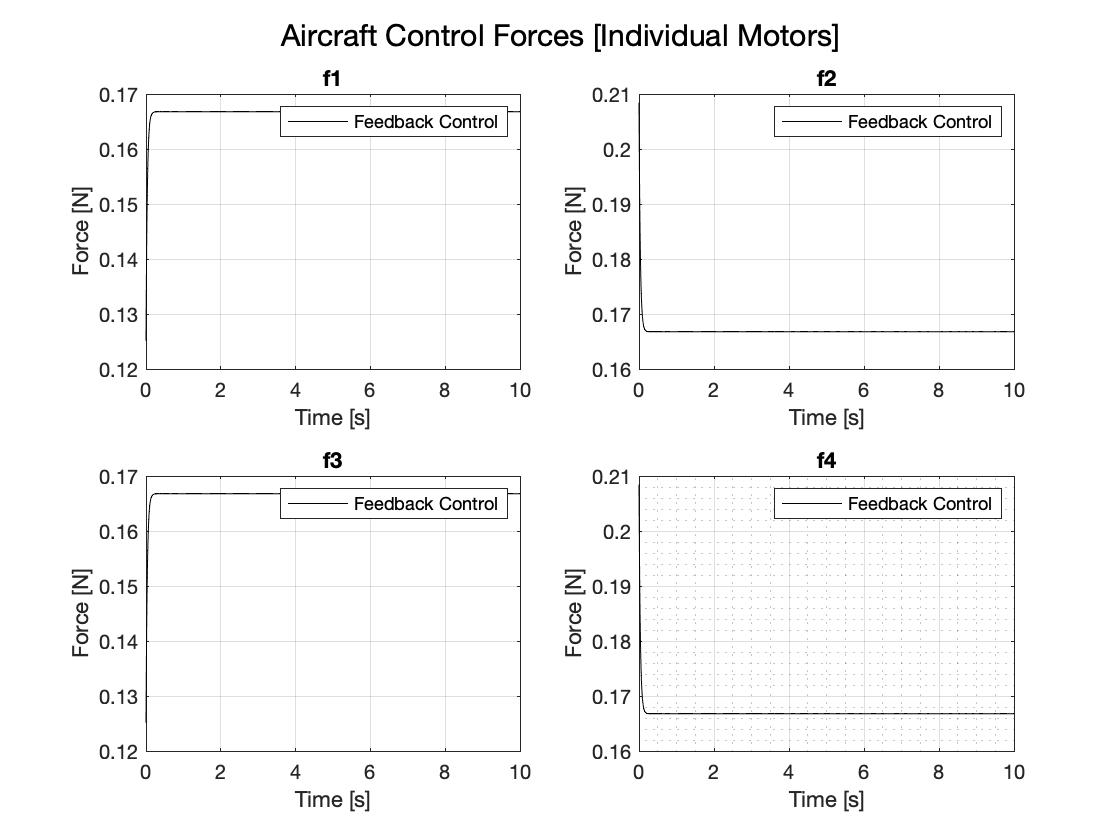 Aircraft Control Forces [Individual Motors]
f1
Feedback Control
0.17
0.16
0.15
0.14
0.13
0.12
Force [N]
0 2 4 6 8 10
Time [s]
f2
Feedback Control
0.21
0.2
0.19
0.18
0.17
0.16
Force [N]
0 2 4 6 8 10
Time [s]
f3
Feedback Control
0.17
0.16
0.15
0.14
0.13
0.12
Force [N]
0 2 4 6 8 10
Time [s]
f4
Feedback Control
0.21
0.2
0.19
0.18
0.17
0.16
Force [N]
0 2 4 6 8 10
Time [s]